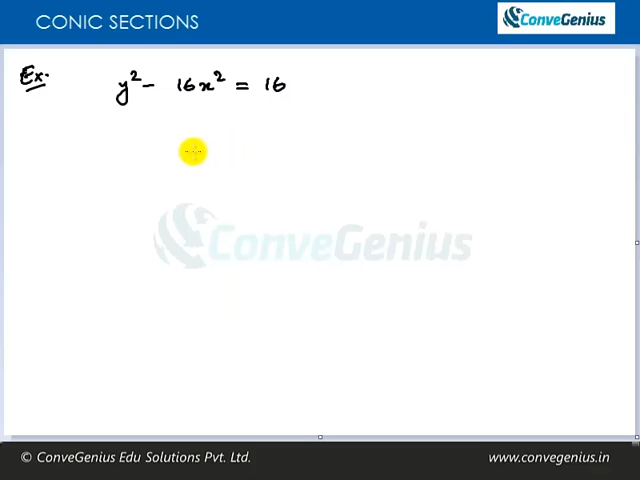 CONIC SECTIONS
ConveGenius
Ex.
y² - 16x² = 16
ConveGenius
© ConveGenius Edu Solutions Pvt. Ltd.
www.convegenius.in